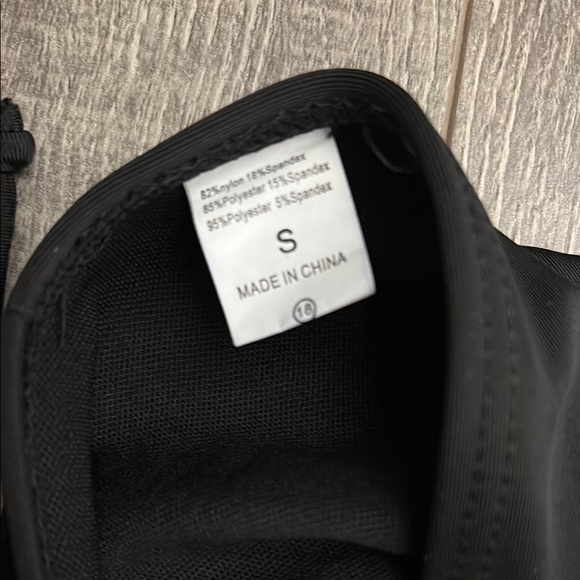 82%nylon 18%Spandex
85%Polyester 15%Spandex
95%Polyester 5%Spandex
S
MADE IN CHINA
18